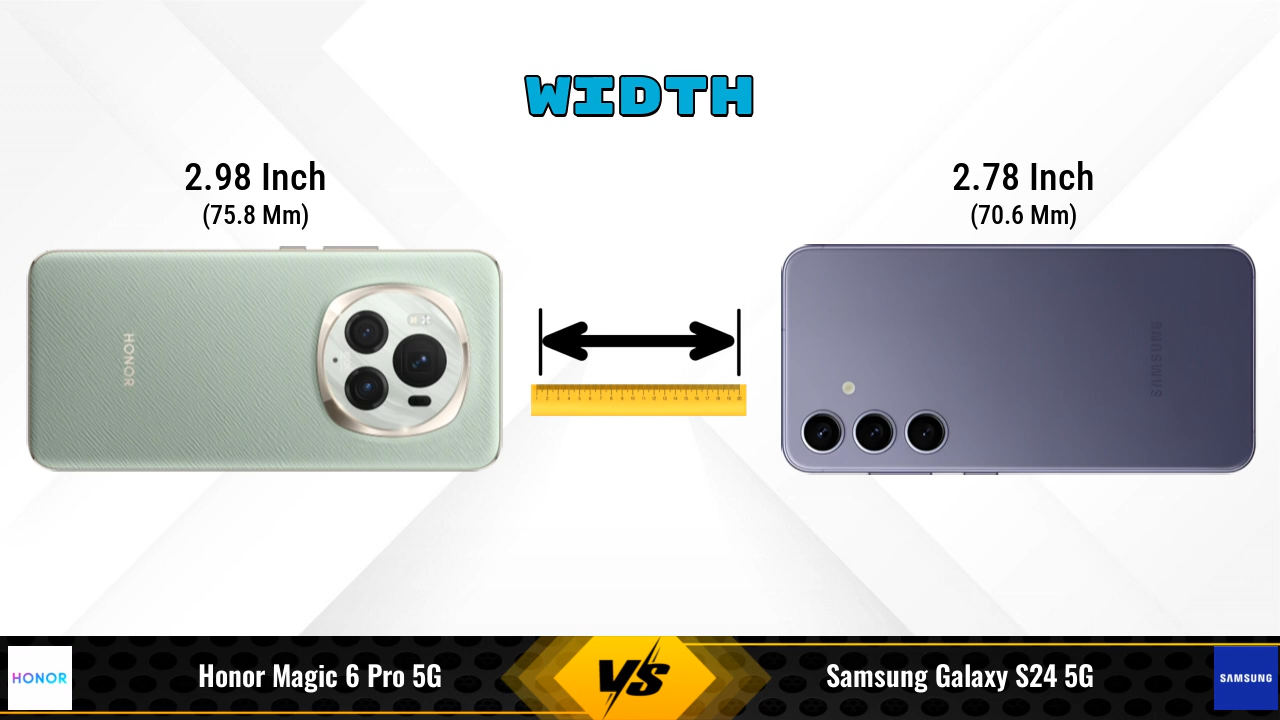 WIDTH
2.98 Inch
(75.8 Mm)
2.78 Inch
(70.6 Mm)
HONOR
SAMSUNG
HONOR
Honor Magic 6 Pro 5G
VS
Samsung Galaxy S24 5G
SAMSUNG